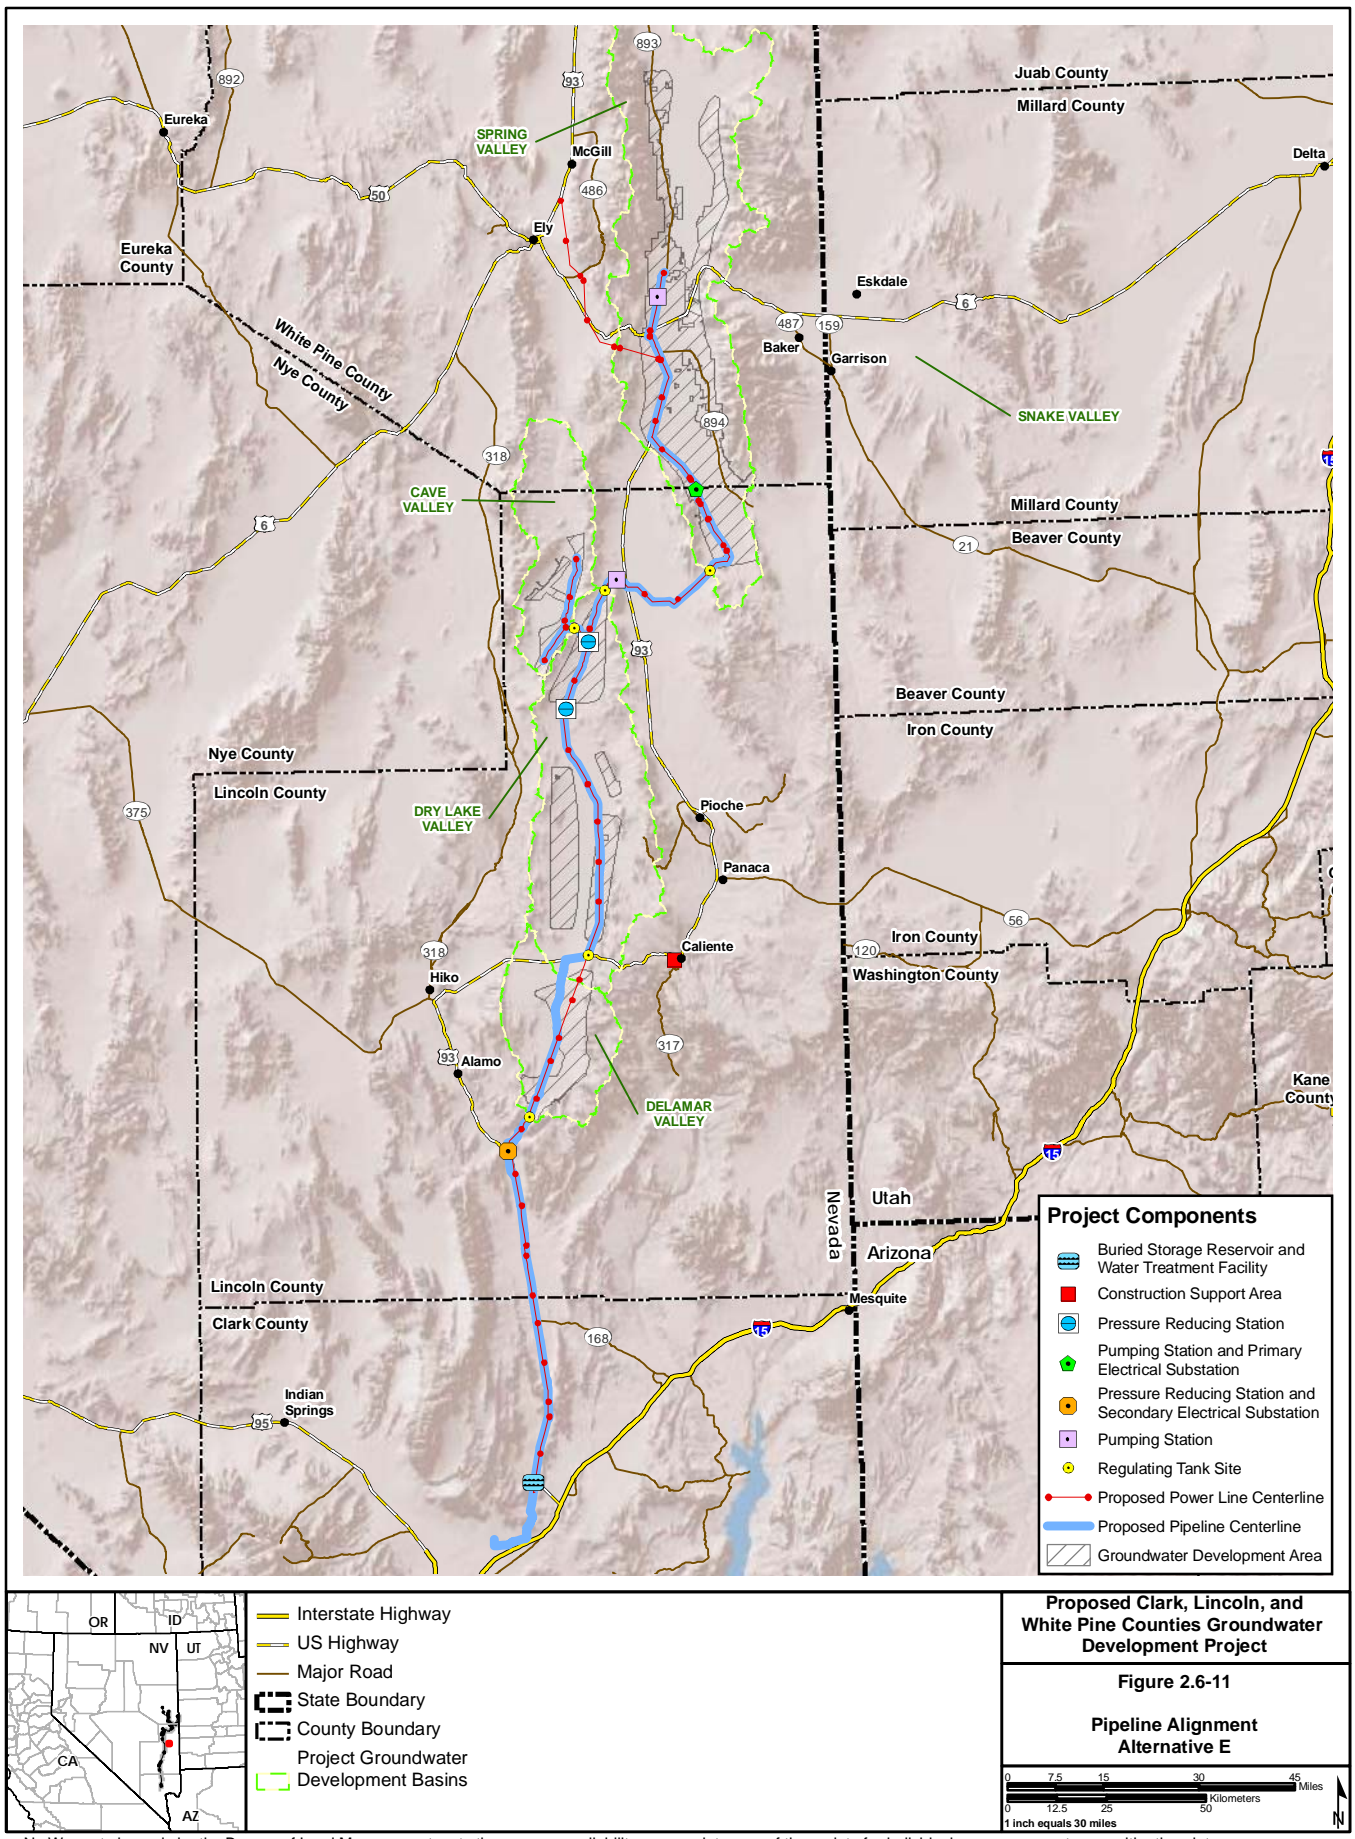 893
892
93
Juab County
Millard County
Eureka
SPRING
VALLEY
McGill
Delta
486
50
Ely
Eureka
County
Eskdale
6
487
159
Baker
Garrison
White Pine County
Nye County
SNAKE VALLEY
894
318
15
CAVE
VALLEY
Millard County
Beaver County
6
21
93
Beaver County
Iron County
Nye County
Lincoln County
375
DRY LAKE
VALLEY
Pioche
Panaca
56
318
Caliente
120
Iron County
Washington County
Hiko
317
93
Alamo
Kane
County
DELAMAR
VALLEY
15
Nevada
Utah
Arizona
Lincoln County
Clark County
Mesquite
15
168
Indian
Springs
95
Project Components
Buried Storage Reservoir and
Water Treatment Facility
Construction Support Area
Pressure Reducing Station
Pumping Station and Primary
Electrical Substation
Pressure Reducing Station and
Secondary Electrical Substation
Pumping Station
Regulating Tank Site
Proposed Power Line Centerline
Proposed Pipeline Centerline
Groundwater Development Area
OR
ID
NV
UT
CA
AZ
Interstate Highway
US Highway
Major Road
State Boundary
County Boundary
Project Groundwater
Development Basins
Proposed Clark, Lincoln, and
White Pine Counties Groundwater
Development Project
Figure 2.6-11
Pipeline Alignment
Alternative E
0 7.5 15 30 45
Miles
Kilometers
0 12.5 25 50
1 inch equals 30 miles
N